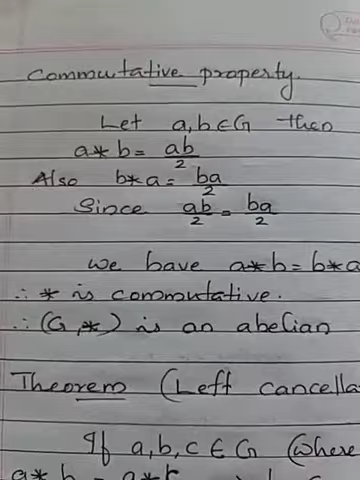 Commutative property.
Let a, b ∈ G then
a * b = ab/2
Also b * a = ba/2
Since ab/2 = ba/2
we have a * b = b * a
∴ * is commutative.
∴ (G, *) is an abelian
Theorem (Left cancella
If a, b, c ∈ G (where
a * b = a *